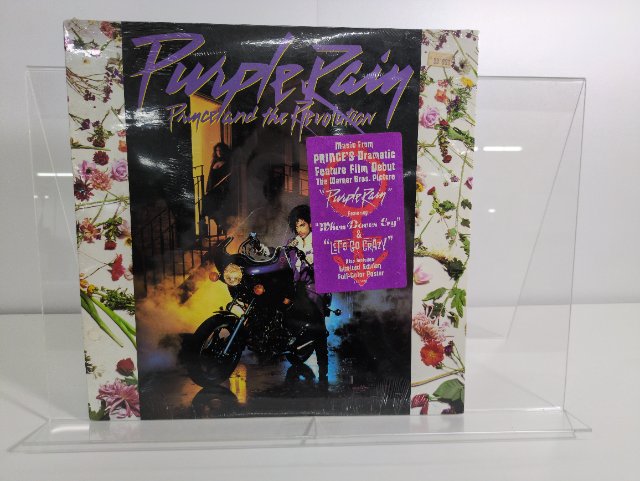 Purple Rain
Prince and the Revolution
Music From
PRINCE'S Dramatic
Feature Film Debut
The Warner Bros. Picture
"Purple Rain"
Featuring
"When Doves Cry"
&
"LET'S GO CRAZY"
Also Includes
Limited Edition
Full-Color Poster